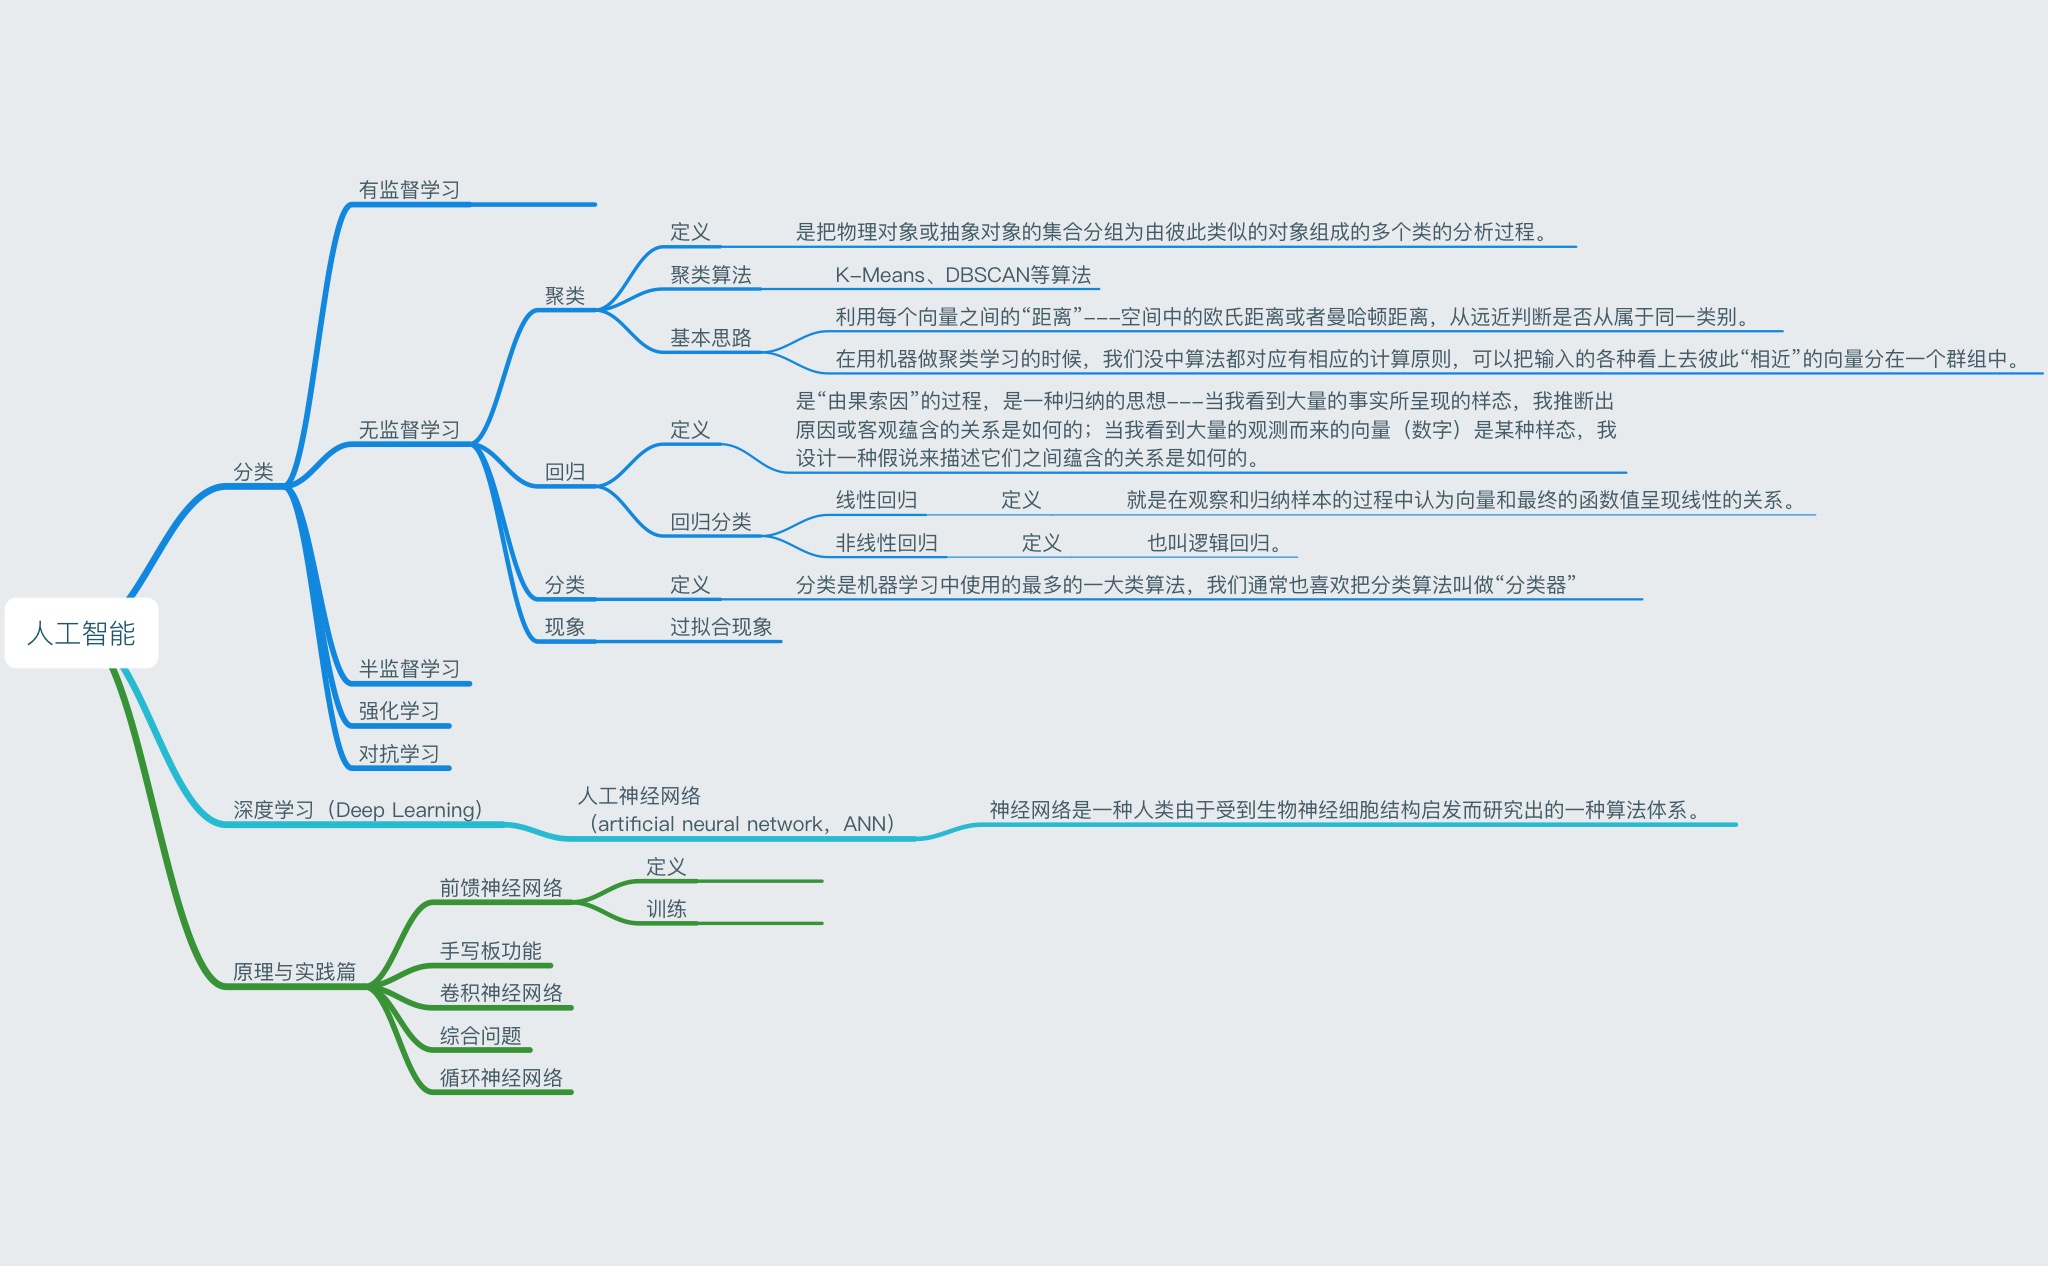 人工智能
分类
有监督学习
无监督学习
聚类
定义
是把物理对象或抽象对象的集合分组为由彼此类似的对象组成的多个类的分析过程。
聚类算法
K-Means、DBSCAN等算法
基本思路
利用每个向量之间的“距离”---空间中的欧氏距离或者曼哈顿距离，从远近判断是否从属于同一类别。
在用机器做聚类学习的时候，我们没中算法都对应有相应的计算原则，可以把输入的各种看上去彼此“相近”的向量分在一个群组中。
回归
定义
是“由果索因”的过程，是一种归纳的思想---当我看到大量的事实所呈现的样态，我推断出
原因或客观蕴含的关系是如何的；当我看到大量的观测而来的向量（数字）是某种样态，我
设计一种假说来描述它们之间蕴含的关系是如何的。
回归分类
线性回归
定义
就是在观察和归纳样本的过程中认为向量和最终的函数值呈现线性的关系。
非线性回归
定义
也叫逻辑回归。
分类
定义
分类是机器学习中使用的最多的一大类算法，我们通常也喜欢把分类算法叫做“分类器”
现象
过拟合现象
半监督学习
强化学习
对抗学习
深度学习（Deep Learning）
人工神经网络
（artificial neural network，ANN）
神经网络是一种人类由于受到生物神经细胞结构启发而研究出的一种算法体系。
原理与实践篇
前馈神经网络
定义
训练
手写板功能
卷积神经网络
综合问题
循环神经网络